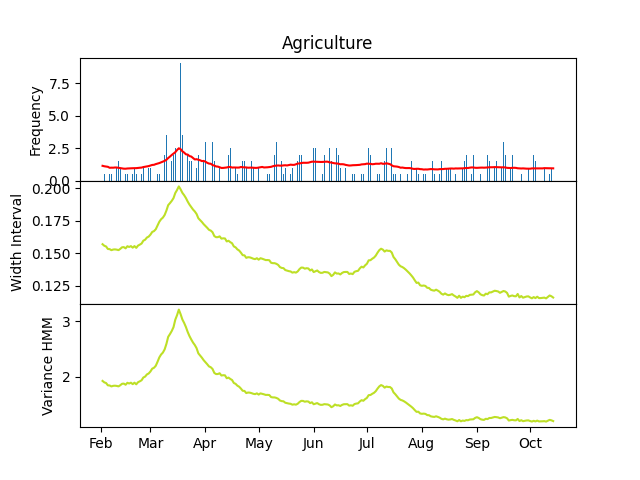 Agriculture
Frequency
7.5
5.0
2.5
0.0
Width Interval
0.200
0.175
0.150
0.125
Variance HMM
3
2
Feb Mar Apr May Jun Jul Aug Sep Oct